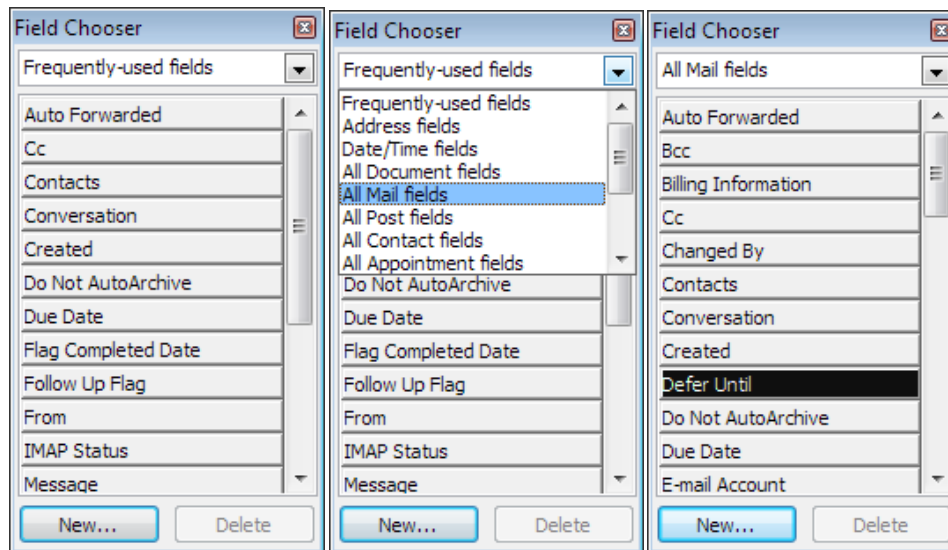 Field Chooser
Frequently-used fields
Auto Forwarded
Cc
Contacts
Conversation
Created
Do Not AutoArchive
Due Date
Flag Completed Date
Follow Up Flag
From
IMAP Status
Message
New...
Delete
Field Chooser
Frequently-used fields
Frequently-used fields
Address fields
Date/Time fields
All Document fields
All Mail fields
All Post fields
All Contact fields
All Appointment fields
Do Not AutoArchive
Due Date
Flag Completed Date
Follow Up Flag
From
IMAP Status
Message
New...
Delete
Field Chooser
All Mail fields
Auto Forwarded
Bcc
Billing Information
Cc
Changed By
Contacts
Conversation
Created
Defer Until
Do Not AutoArchive
Due Date
E-mail Account
New...
Delete